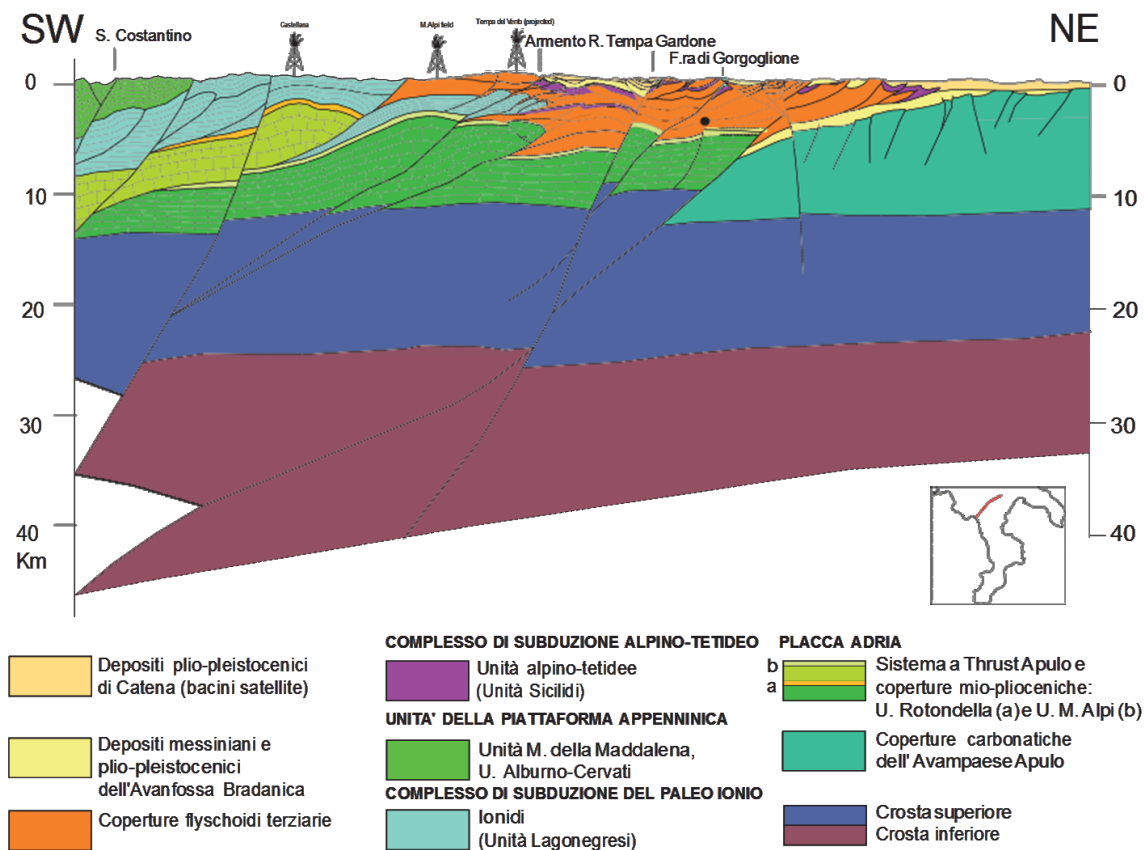 SW
NE
S. Costantino
Castellana
M.Alpi field
Tempa del Vento (projected)
Armento R. Tempa Gardone
F.ra di Gorgoglione
0
10
20
30
40
Km
0
10
20
30
40
Depositi plio-pleistocenici
di Catena (bacini satellite)
Depositi messiniani e
plio-pleistocenici
dell'Avanfossa Bradanica
Coperture flyschoidi terziarie
COMPLESSO DI SUBDUZIONE ALPINO-TETIDEO
Unità alpino-tetidee
(Unità Sicilidi)
UNITA' DELLA PIATTAFORMA APPENNINICA
Unità M. della Maddalena,
U. Alburno-Cervati
COMPLESSO DI SUBDUZIONE DEL PALEO IONIO
Ionidi
(Unità Lagonegresi)
PLACCA ADRIA
b
a
Sistema a Thrust Apulo e
coperture mio-plioceniche:
U. Rotondella (a) e U. M. Alpi (b)
Coperture carbonatiche
dell' Avampaese Apulo
Crosta superiore
Crosta inferiore